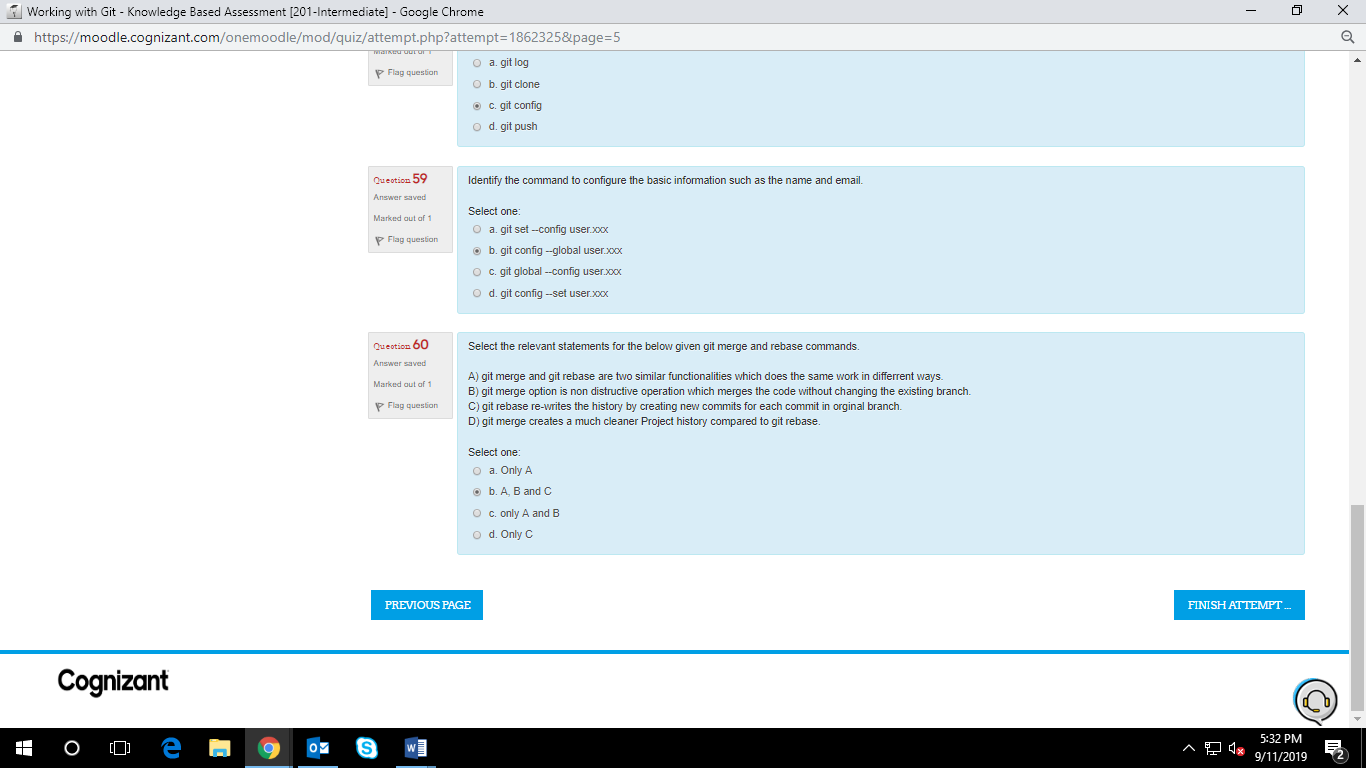 Working with Git - Knowledge Based Assessment [201-Intermediate] - Google Chrome
https://moodle.cognizant.com/onemoodle/mod/quiz/attempt.php?attempt=1862325&page=5
Marked out of 1
Flag question
a. git log
b. git clone
c. git config
d. git push
Question 59
Answer saved
Marked out of 1
Flag question
Identify the command to configure the basic information such as the name and email.
Select one:
a. git set --config user.xxx
b. git config --global user.xxx
c. git global --config user.xxx
d. git config --set user.xxx
Question 60
Answer saved
Marked out of 1
Flag question
Select the relevant statements for the below given git merge and rebase commands.
A) git merge and git rebase are two similar functionalities which does the same work in differrent ways.
B) git merge option is non distructive operation which merges the code without changing the existing branch.
C) git rebase re-writes the history by creating new commits for each commit in orginal branch.
D) git merge creates a much cleaner Project history compared to git rebase.
Select one:
a. Only A
b. A, B and C
c. only A and B
d. Only C
PREVIOUS PAGE
FINISH ATTEMPT ...
Cognizant
5:32 PM
9/11/2019
2